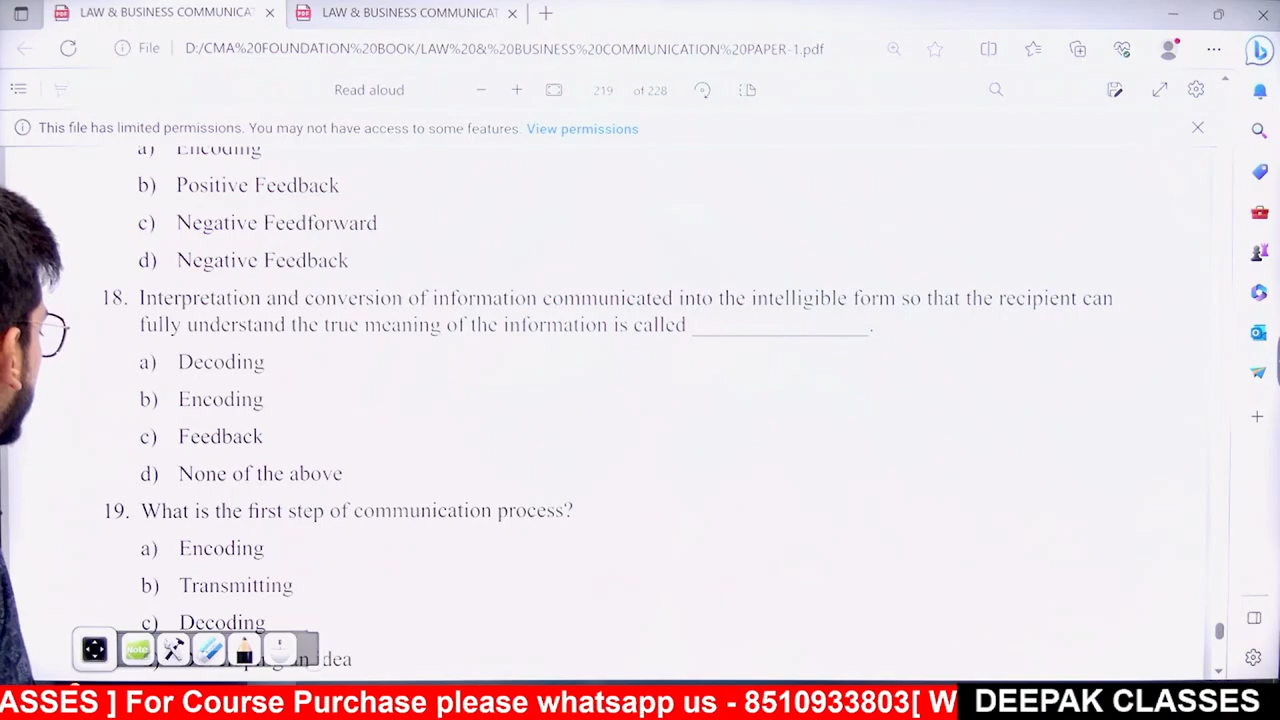 LAW & BUSINESS COMMUNICAT
LAW & BUSINESS COMMUNICAT
File
D:/CMA%20FOUNDATION%20BOOK/LAW%20&%20BUSINESS%20COMMUNICATION%20PAPER-1.pdf
Read aloud
219 of 228
This file has limited permissions. You may not have access to some features. View permissions
a) Encoding
b) Positive Feedback
c) Negative Feedforward
d) Negative Feedback
18. Interpretation and conversion of information communicated into the intelligible form so that the recipient can
fully understand the true meaning of the information is called ________________.
a) Decoding
b) Encoding
c) Feedback
d) None of the above
19. What is the first step of communication process?
a) Encoding
b) Transmitting
c) Decoding
an idea
Note
ASSES ] For Course Purchase please whatsapp us - 8510933803[ W
DEEPAK CLASSES